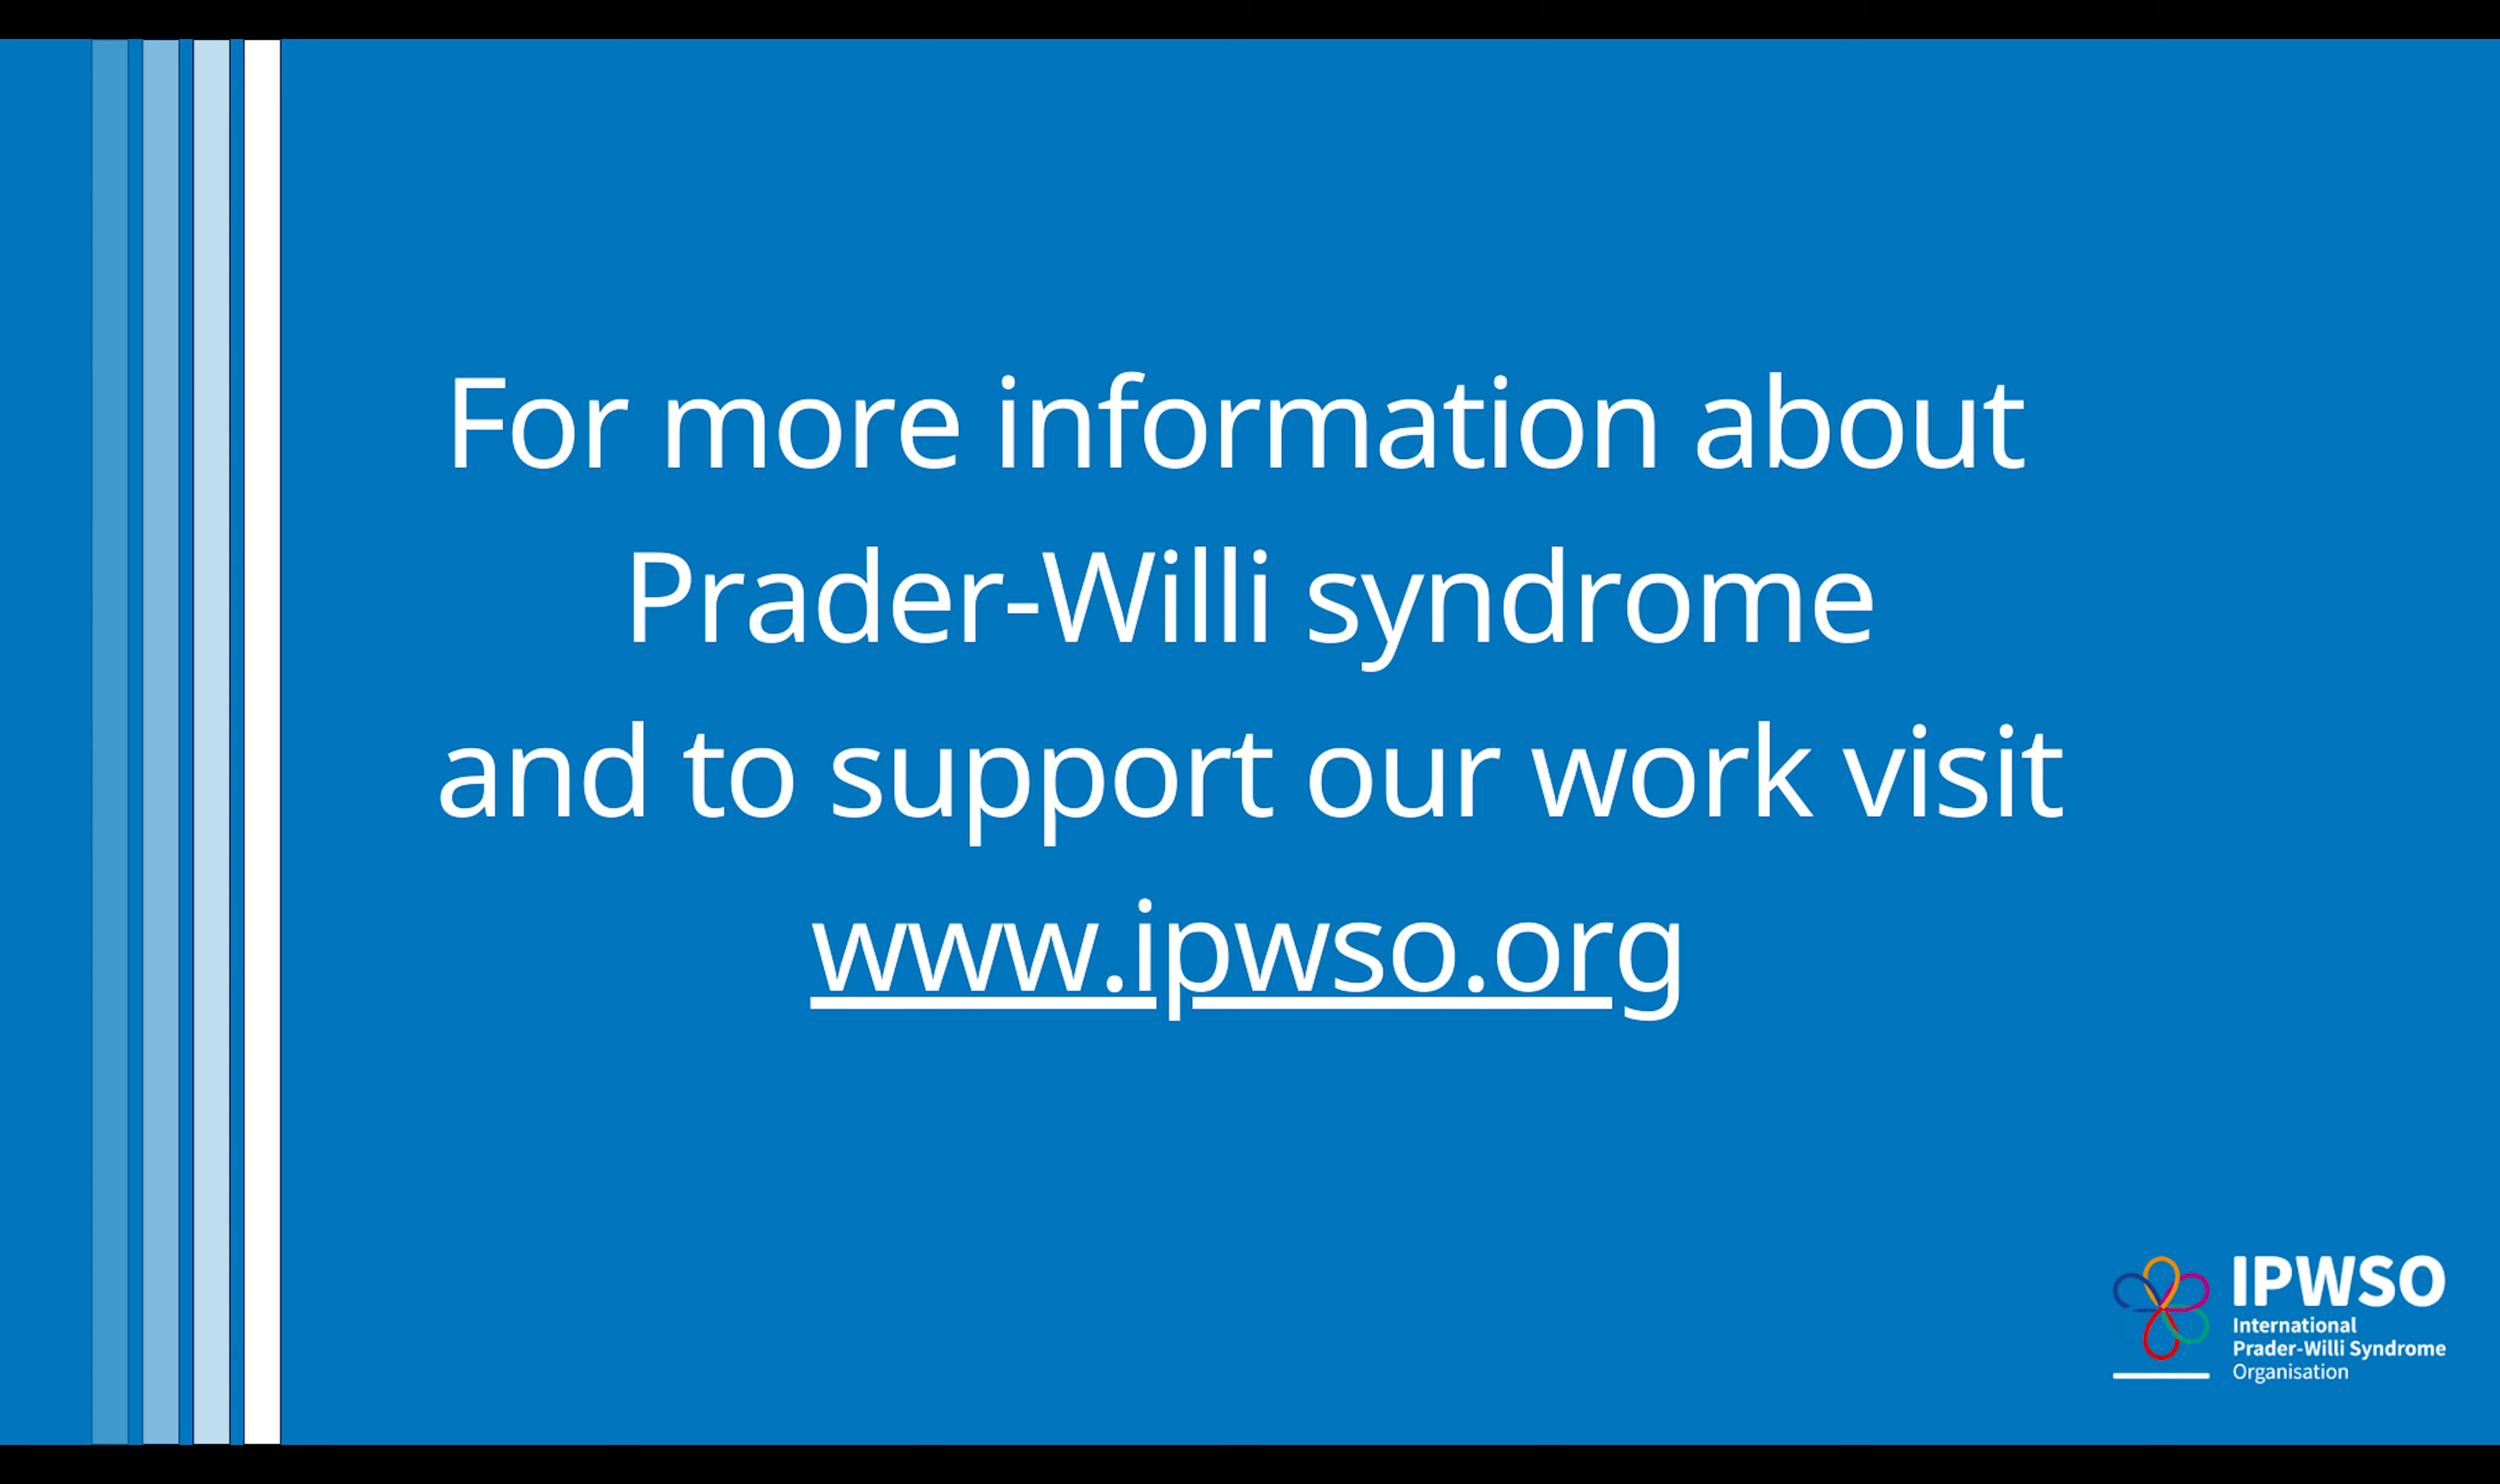 For more information about
Prader-Willi syndrome
and to support our work visit
www.ipwso.org
IPWSO
International
Prader-Willi Syndrome
Organisation